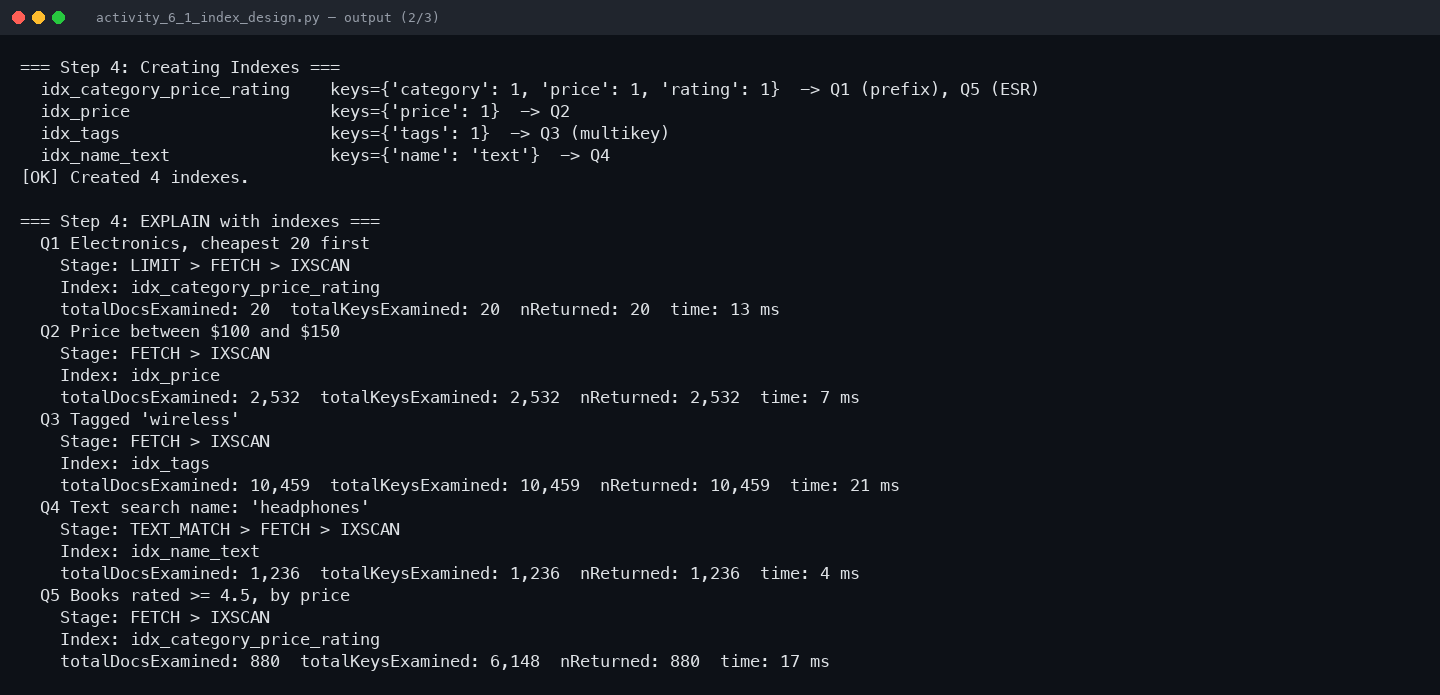 activity_6_1_index_design.py — output (2/3)
=== Step 4: Creating Indexes ===
idx_category_price_rating    keys={'category': 1, 'price': 1, 'rating': 1}  —> Q1 (prefix), Q5 (ESR)
idx_price                    keys={'price': 1}  —> Q2
idx_tags                     keys={'tags': 1}  —> Q3 (multikey)
idx_name_text                keys={'name': 'text'}  —> Q4
[OK] Created 4 indexes.
=== Step 4: EXPLAIN with indexes ===
Q1 Electronics, cheapest 20 first
Stage: LIMIT > FETCH > IXSCAN
Index: idx_category_price_rating
totalDocsExamined: 20  totalKeysExamined: 20  nReturned: 20  time: 13 ms
Q2 Price between $100 and $150
Stage: FETCH > IXSCAN
Index: idx_price
totalDocsExamined: 2,532  totalKeysExamined: 2,532  nReturned: 2,532  time: 7 ms
Q3 Tagged 'wireless'
Stage: FETCH > IXSCAN
Index: idx_tags
totalDocsExamined: 10,459  totalKeysExamined: 10,459  nReturned: 10,459  time: 21 ms
Q4 Text search name: 'headphones'
Stage: TEXT_MATCH > FETCH > IXSCAN
Index: idx_name_text
totalDocsExamined: 1,236  totalKeysExamined: 1,236  nReturned: 1,236  time: 4 ms
Q5 Books rated >= 4.5, by price
Stage: FETCH > IXSCAN
Index: idx_category_price_rating
totalDocsExamined: 880  totalKeysExamined: 6,148  nReturned: 880  time: 17 ms